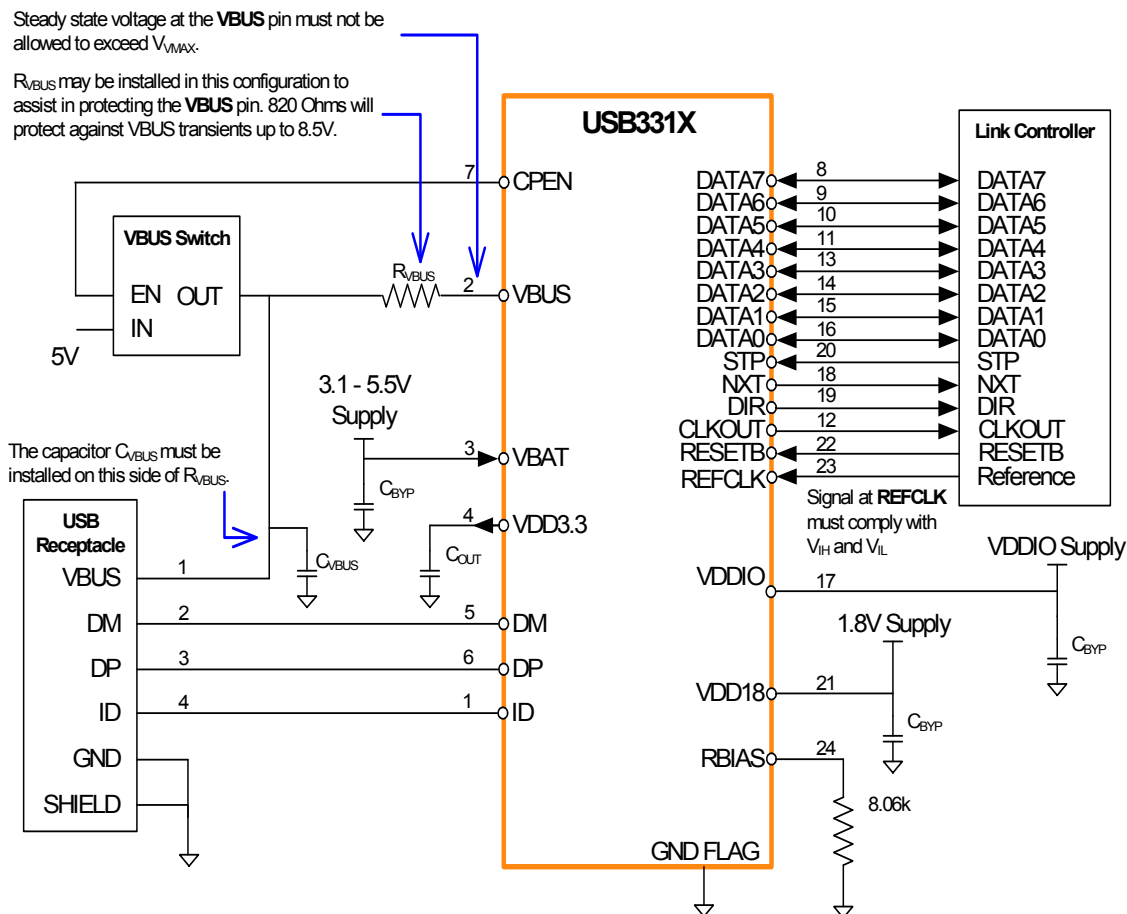 Steady state voltage at the VBUS pin must not be
allowed to exceed VVMAX.
RVBUS may be installed in this configuration to
assist in protecting the VBUS pin. 820 Ohms will
protect against VBUS transients up to 8.5V.
USB331X
Link Controller
7 CPEN
VBUS Switch
EN OUT
IN
5V
RVBUS
2 VBUS
3.1 - 5.5V
Supply
3 VBAT
CBYP
4 VDD3.3
COUT
The capacitor CVBUS must be
installed on this side of RVBUS.
CVBUS
USB
Receptacle
VBUS 1
DM 2 5 DM
DP 3 6 DP
ID 4 1 ID
GND
SHIELD
DATA7 8 DATA7
DATA6 9 DATA6
DATA5 10 DATA5
DATA4 11 DATA4
DATA3 13 DATA3
DATA2 14 DATA2
DATA1 15 DATA1
DATA0 16 DATA0
STP 20 STP
NXT 18 NXT
DIR 19 DIR
CLKOUT 12 CLKOUT
RESETB 22 RESETB
REFCLK 23 Reference
Signal at REFCLK
must comply with
VIH and VIL
VDDIO Supply
VDDIO 17
CBYP
1.8V Supply
VDD18 21
CBYP
RBIAS 24
8.06k
GND FLAG